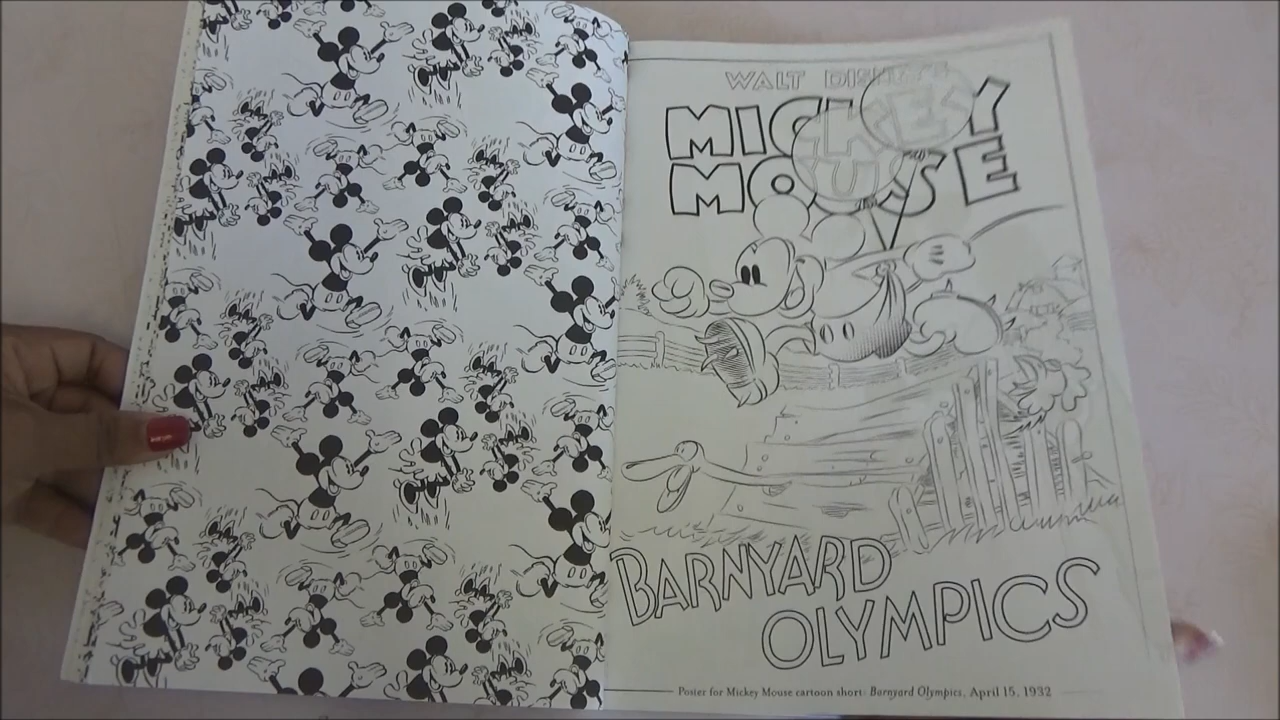 WALT DISNEY'S
MICKEY
MOUSE
BARNYARD
OLYMPICS
Poster for Mickey Mouse cartoon short: Barnyard Olympics, April 15, 1932